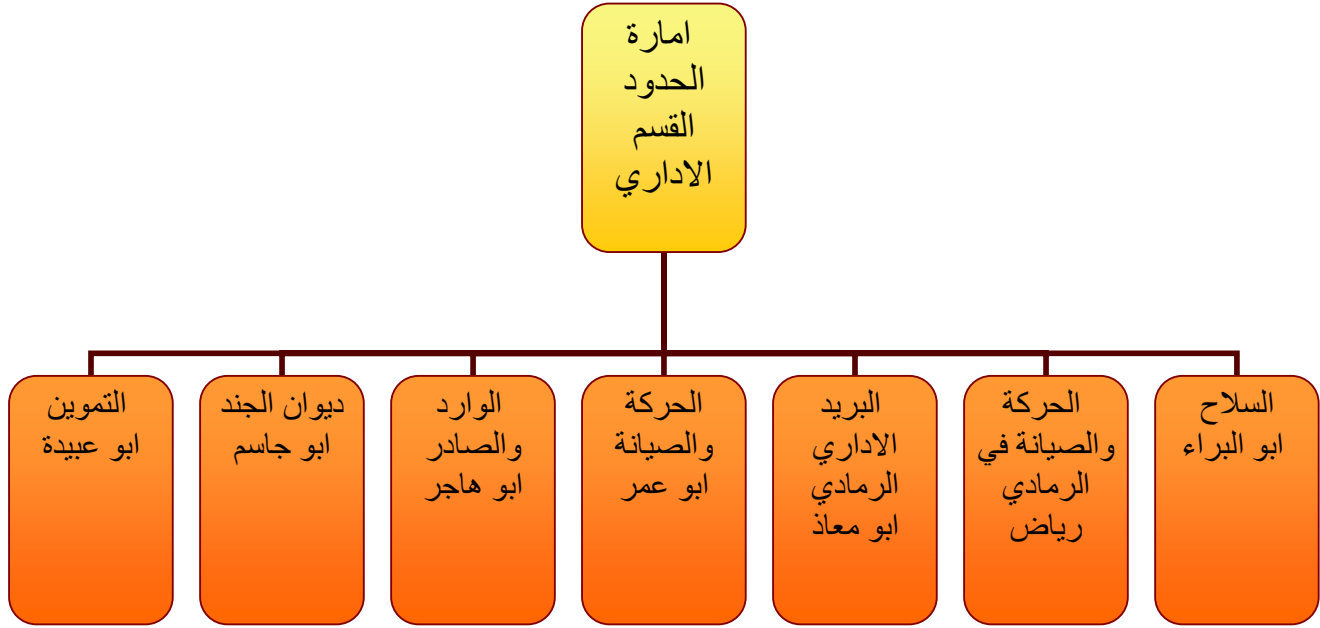 امارة
الحدود
القسم
الاداري
السلاح
ابو البراء
الحركة
والصيانة في
الرمادي
رياض
البريد
الاداري
الرمادي
ابو معاذ
الحركة
والصيانة
ابو عمر
الوارد
والصادر
ابو هاجر
ديوان الجند
ابو جاسم
التموين
ابو عبيدة